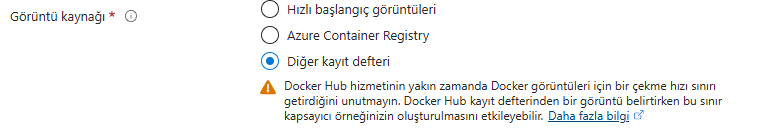 Hızlı başlangıç görüntüleri
Görüntü kaynağı *
Azure Container Registry
Diğer kayıt defteri
Docker Hub hizmetinin yakın zamanda Docker görüntüleri için bir çekme hızı sınırı
getirdiğini unutmayın. Docker Hub kayıt defterinden bir görüntü belirtirken bu sınır
kapsayıcı örneğinizin oluşturulmasını etkileyebilir. Daha fazla bilgi